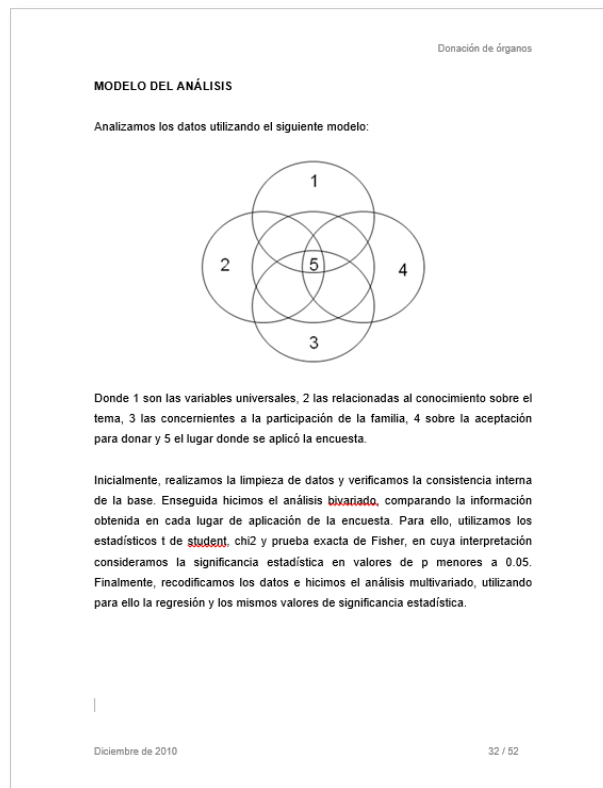 Donación de órganos
MODELO DEL ANÁLISIS
Analizamos los datos utilizando el siguiente modelo:
1
2
5
4
3
Donde 1 son las variables universales, 2 las relacionadas al conocimiento sobre el
tema, 3 las concernientes a la participación de la familia, 4 sobre la aceptación
para donar y 5 el lugar donde se aplicó la encuesta.
Inicialmente, realizamos la limpieza de datos y verificamos la consistencia interna
de la base. Enseguida hicimos el análisis bivariado, comparando la información
obtenida en cada lugar de aplicación de la encuesta. Para ello, utilizamos los
estadísticos t de student, chi2 y prueba exacta de Fisher, en cuya interpretación
consideramos la significancia estadística en valores de p menores a 0.05.
Finalmente, recodificamos los datos e hicimos el análisis multivariado, utilizando
para ello la regresión y los mismos valores de significancia estadística.
Diciembre de 2010 32 / 52